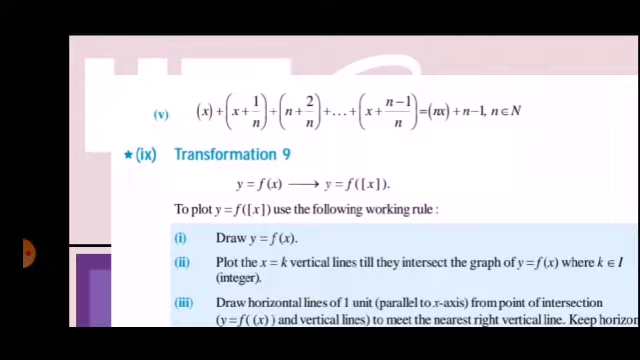 (v) (x) + (x + 1/n) + (n + 2/n) + ... + (x + n−1/n) = (nx) + n−1, n ∈ N
★(ix) Transformation 9
y = f(x) ⟶ y = f([x]).
To plot y = f([x]) use the following working rule :
(i) Draw y = f(x).
(ii) Plot the x = k vertical lines till they intersect the graph of y = f(x) where k ∈ I
(integer).
(iii) Draw horizontal lines of 1 unit (parallel to x-axis) from point of intersection
(y = f((x)) and vertical lines) to meet the nearest right vertical line. Keep horizon